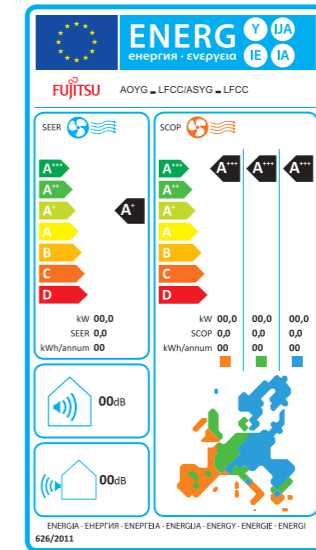 ENERG Y IJA
енергия · ενεργεια IE IA
FUJITSU AOYG LFCC/ASYG LFCC
SEER SCOP
A+++ A+++ A+++ A+++ A+++
A++ A++
A+ A+ A+
A A
B B
C C
D D
kW 00,0 kW 00,0 00,0 00,0
SEER 0,0 SCOP 0,0 0,0 0,0
kWh/annum 00 kWh/annum 00 00 00
00dB
00dB
ENERGIA · ЕНЕРГИЯ · ΕΝΕΡΓΕΙΑ · ENERGIJA · ENERGY · ENERGIE · ENERGI
626/2011